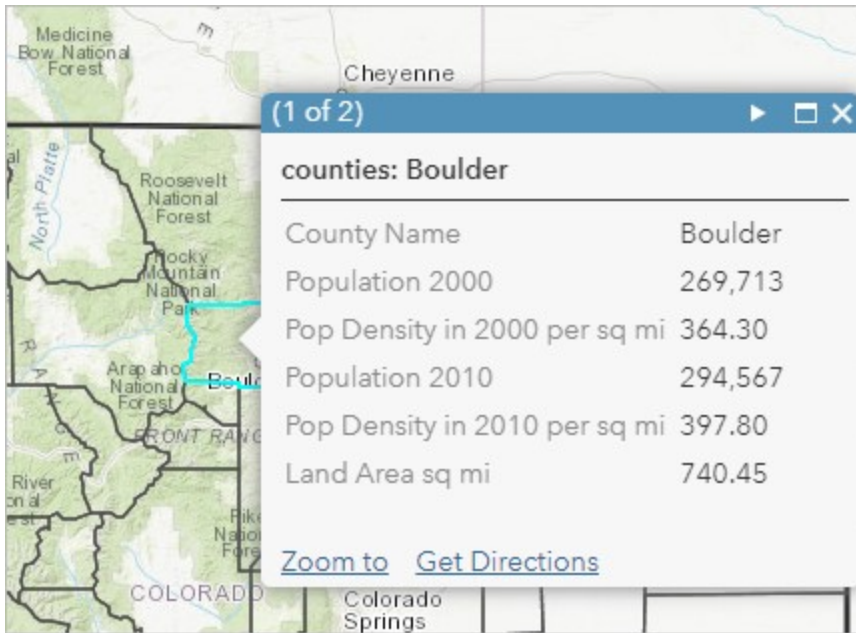 Medicine
Bow National
Forest
Cheyenne
(1 of 2)
counties: Boulder
County Name Boulder
Population 2000 269,713
Pop Density in 2000 per sq mi 364.30
Population 2010 294,567
Pop Density in 2010 per sq mi 397.80
Land Area sq mi 740.45
Zoom to Get Directions
North Platte
Roosevelt
National
Forest
Rocky
Mountain
National
Park
National
Forest
FRONT
River
COLORADO
Colorado
Springs